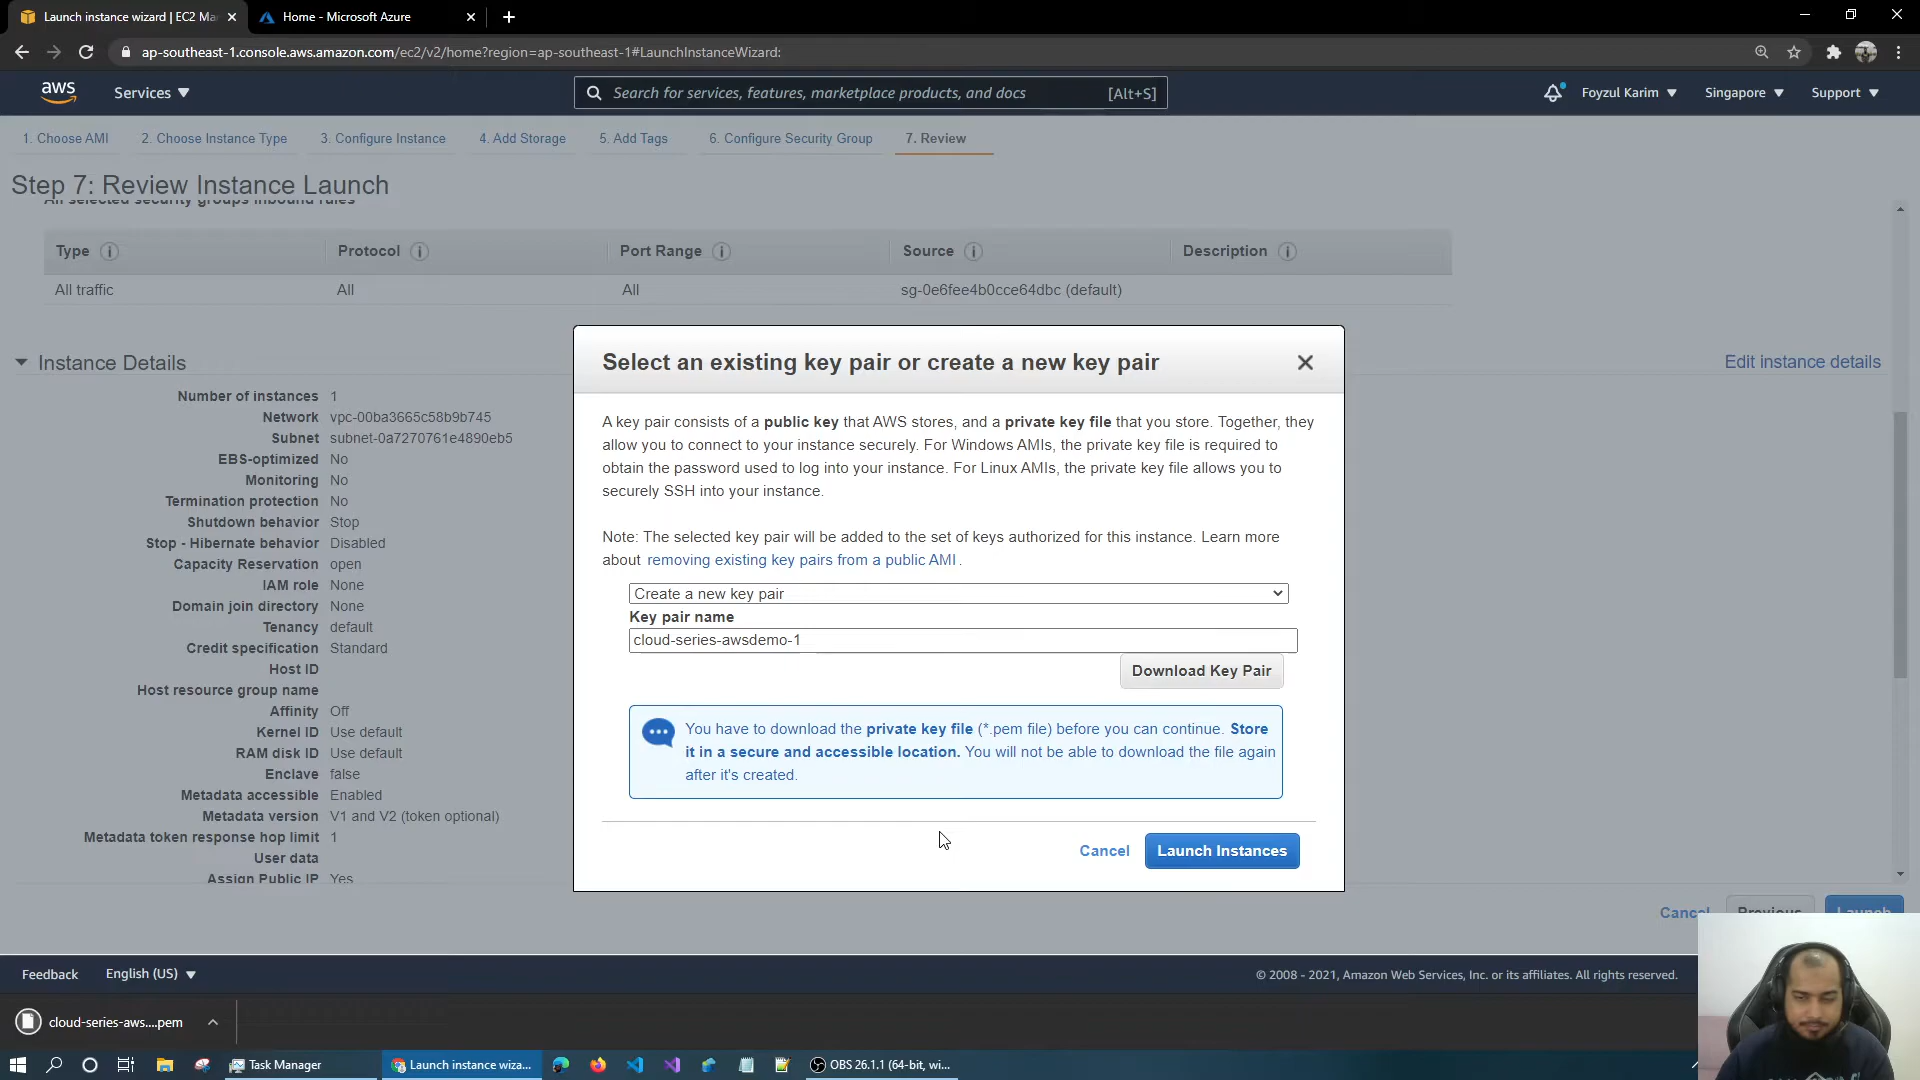 Launch instance wizard | EC2 Ma
Home - Microsoft Azure
ap-southeast-1.console.aws.amazon.com/ec2/v2/home?region=ap-southeast-1#LaunchInstanceWizard:
aws
Services
Search for services, features, marketplace products, and docs
[Alt+S]
Foyzul Karim
Singapore
Support
1. Choose AMI
2. Choose Instance Type
3. Configure Instance
4. Add Storage
5. Add Tags
6. Configure Security Group
7. Review
Step 7: Review Instance Launch
All selected security groups inbound rules
Type
Protocol
Port Range
Source
Description
All traffic
All
All
sg-0e6fee4b0cce64dbc (default)
Instance Details
Edit instance details
Number of instances 1
Network vpc-00ba3665c58b9b745
Subnet subnet-0a7270761e4890eb5
EBS-optimized No
Monitoring No
Termination protection No
Shutdown behavior Stop
Stop - Hibernate behavior Disabled
Capacity Reservation open
IAM role None
Domain join directory None
Tenancy default
Credit specification Standard
Host ID
Host resource group name
Affinity Off
Kernel ID Use default
RAM disk ID Use default
Enclave false
Metadata accessible Enabled
Metadata version V1 and V2 (token optional)
Metadata token response hop limit 1
User data
Assign Public IP Yes
Select an existing key pair or create a new key pair
A key pair consists of a public key that AWS stores, and a private key file that you store. Together, they
allow you to connect to your instance securely. For Windows AMIs, the private key file is required to
obtain the password used to log into your instance. For Linux AMIs, the private key file allows you to
securely SSH into your instance.
Note: The selected key pair will be added to the set of keys authorized for this instance. Learn more
about removing existing key pairs from a public AMI.
Create a new key pair
Key pair name
cloud-series-awsdemo-1
Download Key Pair
You have to download the private key file (*.pem file) before you can continue. Store
it in a secure and accessible location. You will not be able to download the file again
after it's created.
Cancel
Launch Instances
Cancel
Previous
Launch
Feedback
English (US)
© 2008 - 2021, Amazon Web Services, Inc. or its affiliates. All rights reserved.
cloud-series-aws....pem
Task Manager
Launch instance wiza...
OBS 26.1.1 (64-bit, wi...